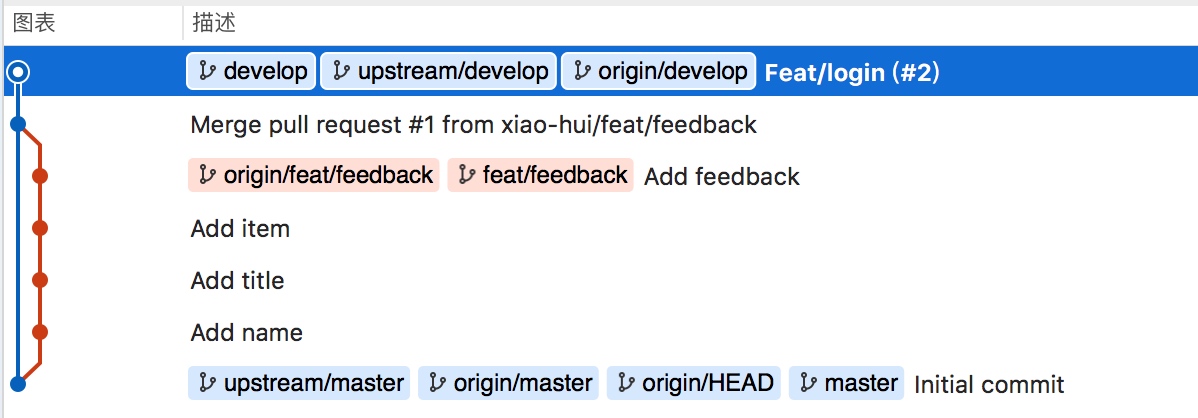 图表 描述
develop upstream/develop origin/develop Feat/login (#2)
Merge pull request #1 from xiao-hui/feat/feedback
origin/feat/feedback feat/feedback Add feedback
Add item
Add title
Add name
upstream/master origin/master origin/HEAD master Initial commit